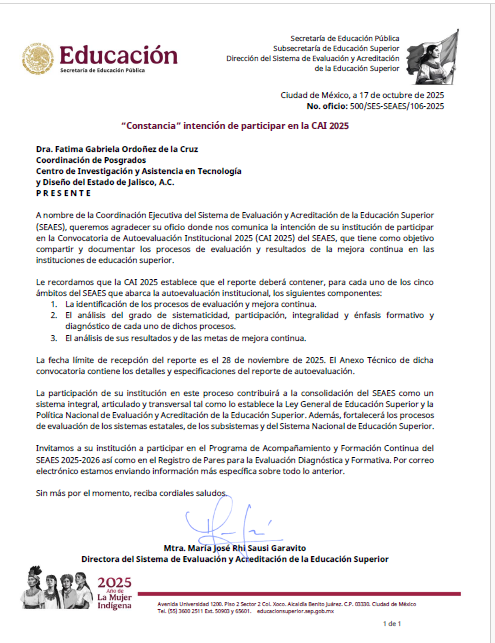 Educación
Secretaría de Educación Pública
Secretaría de Educación Pública
Subsecretaría de Educación Superior
Dirección del Sistema de Evaluación y Acreditación
de la Educación Superior
Ciudad de México, a 17 de octubre de 2025
No. oficio: 500/SES-SEAES/106-2025
"Constancia" intención de participar en la CAI 2025
Dra. Fatima Gabriela Ordoñez de la Cruz
Coordinación de Posgrados
Centro de Investigación y Asistencia en Tecnología
y Diseño del Estado de Jalisco, A.C.
P R E S E N T E
A nombre de la Coordinación Ejecutiva del Sistema de Evaluación y Acreditación de la Educación Superior
(SEAES), queremos agradecer su oficio donde nos comunica la intención de su institución de participar
en la Convocatoria de Autoevaluación Institucional 2025 (CAI 2025) del SEAES, que tiene como objetivo
compartir y documentar los procesos de evaluación y resultados de la mejora continua en las
instituciones de educación superior.
Le recordamos que la CAI 2025 establece que el reporte deberá contener, para cada uno de los cinco
ámbitos del SEAES que abarca la autoevaluación institucional, los siguientes componentes:
1. La identificación de los procesos de evaluación y mejora continua.
2. El análisis del grado de sistematicidad, participación, integralidad y énfasis formativo y
diagnóstico de cada uno de dichos procesos.
3. El análisis de sus resultados y de las metas de mejora continua.
La fecha límite de recepción del reporte es el 28 de noviembre de 2025. El Anexo Técnico de dicha
convocatoria contiene los detalles y especificaciones del reporte de autoevaluación.
La participación de su institución en este proceso contribuirá a la consolidación del SEAES como un
sistema integral, articulado y transversal tal como lo establece la Ley General de Educación Superior y la
Política Nacional de Evaluación y Acreditación de la Educación Superior. Además, fortalecerá los procesos
de evaluación de los sistemas estatales, de los subsistemas y del Sistema Nacional de Educación Superior.
Invitamos a su institución a participar en el Programa de Acompañamiento y Formación Continua del
SEAES 2025-2026 así como en el Registro de Pares para la Evaluación Diagnóstica y Formativa. Por correo
electrónico estamos enviando información más específica sobre todo lo anterior.
Sin más por el momento, reciba cordiales saludos.
Mtra. María José Rhi Sausi Garavito
Directora del Sistema de Evaluación y Acreditación de la Educación Superior
2025
Año de
La Mujer
Indígena
Avenida Universidad 1200. Piso 2 Sector 2 Col. Xoco. Alcaldía Benito Juárez. C.P. 03330. Ciudad de México
Tel. (55) 3600 2511 Ext. 50903 y 65601. educacionsuperior.sep.gob.mx
1 de 1